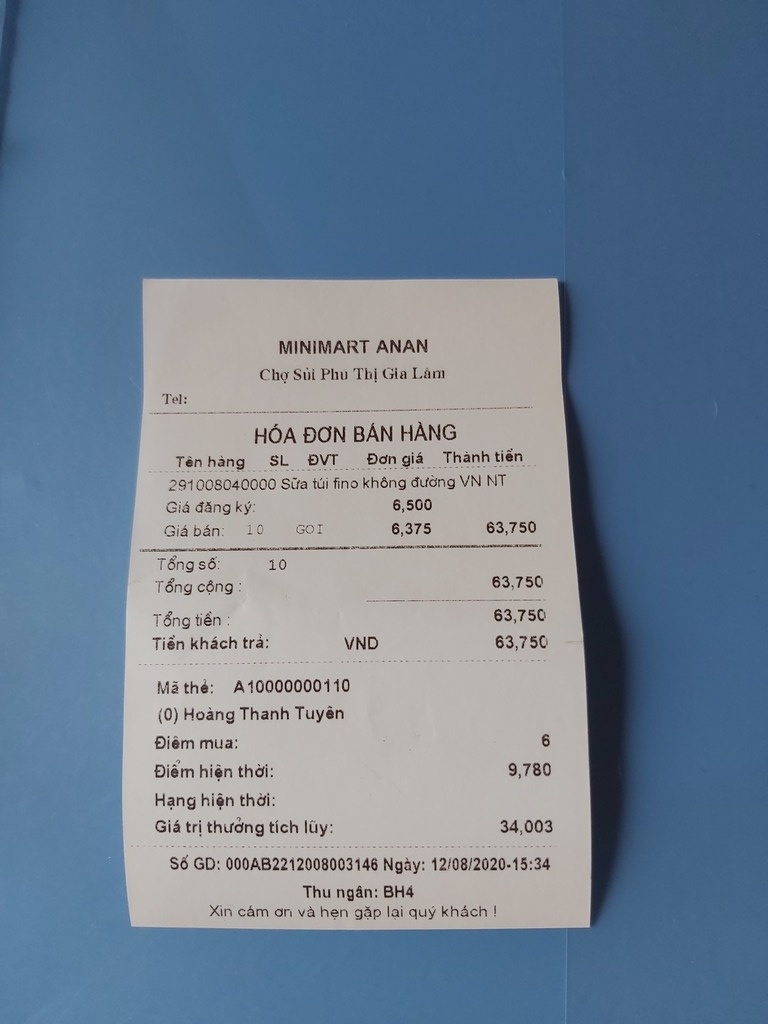 MINIMART ANAN
Chợ Sủi Phú Thị Gia Lâm
Tel:
HÓA ĐƠN BÁN HÀNG
Tên hàng SL ĐVT Đơn giá Thành tiền
291008040000 Sữa túi fino không đường VN NT
Giá đăng ký: 6,500
Giá bán: 10 GOI 6,375 63,750
Tổng số: 10
Tổng cộng : 63,750
Tổng tiền : 63,750
Tiền khách trả: VND 63,750
Mã thẻ: A10000000110
(0) Hoàng Thanh Tuyên
Điểm mua: 6
Điểm hiện thời: 9,780
Hạng hiện thời:
Giá trị thưởng tích lũy: 34,003
Số GD: 000AB2212008003146 Ngày: 12/08/2020-15:34
Thu ngân: BH4
Xin cám ơn và hẹn gặp lại quý khách !